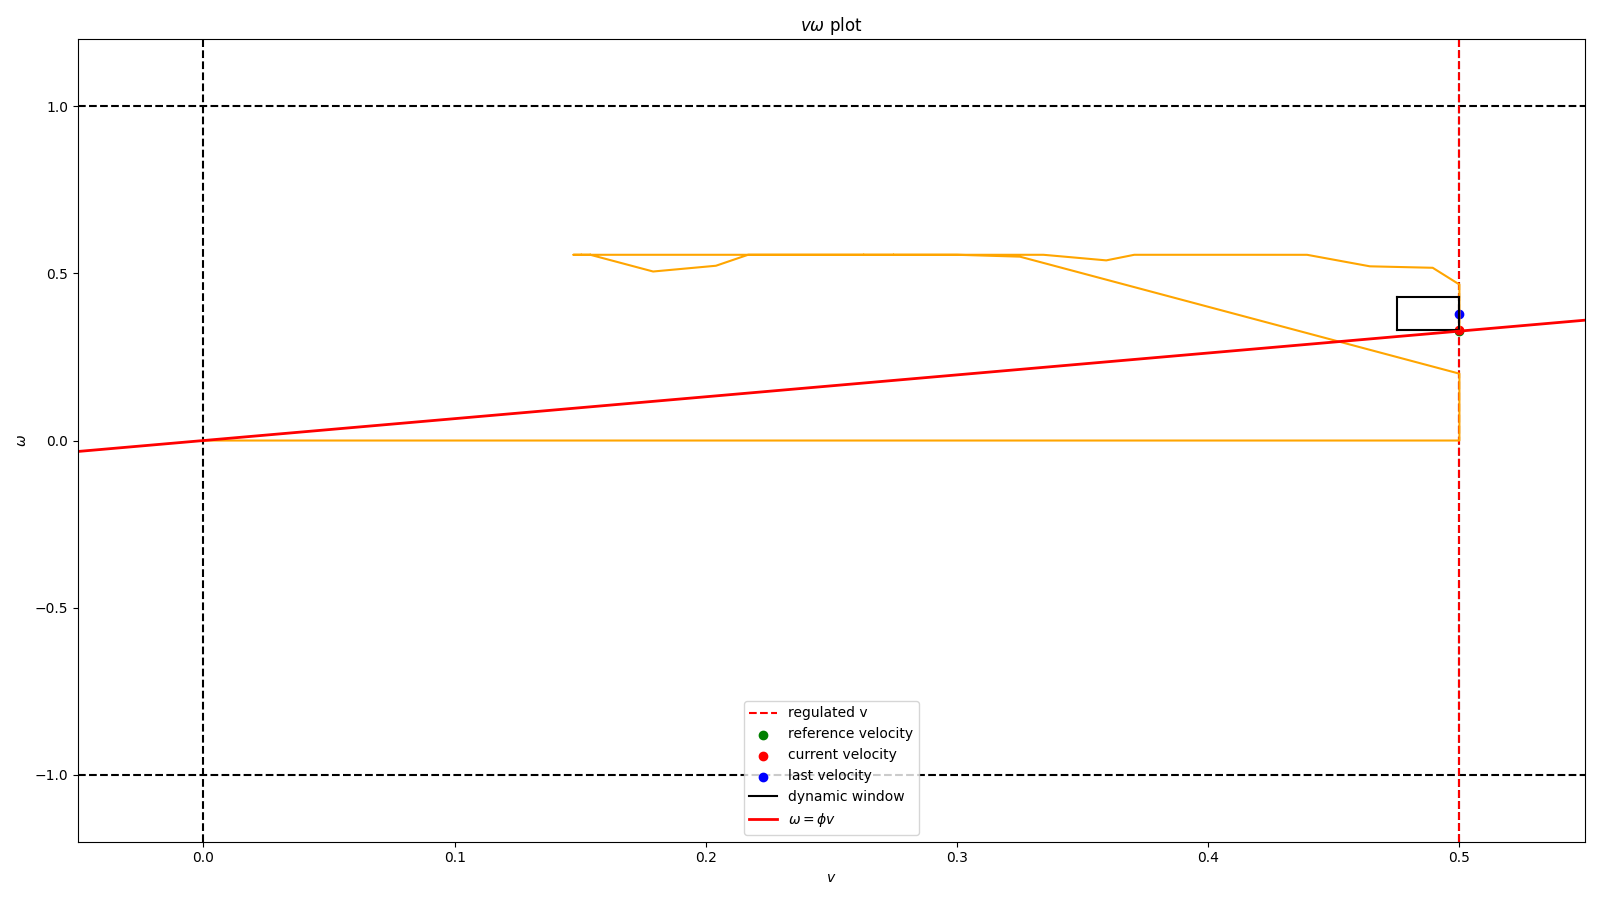 vω plot
1.0
0.5
0.0
−0.5
−1.0
ω
0.0 0.1 0.2 0.3 0.4 0.5
v
regulated v
reference velocity
current velocity
last velocity
dynamic window
ω = ϕv